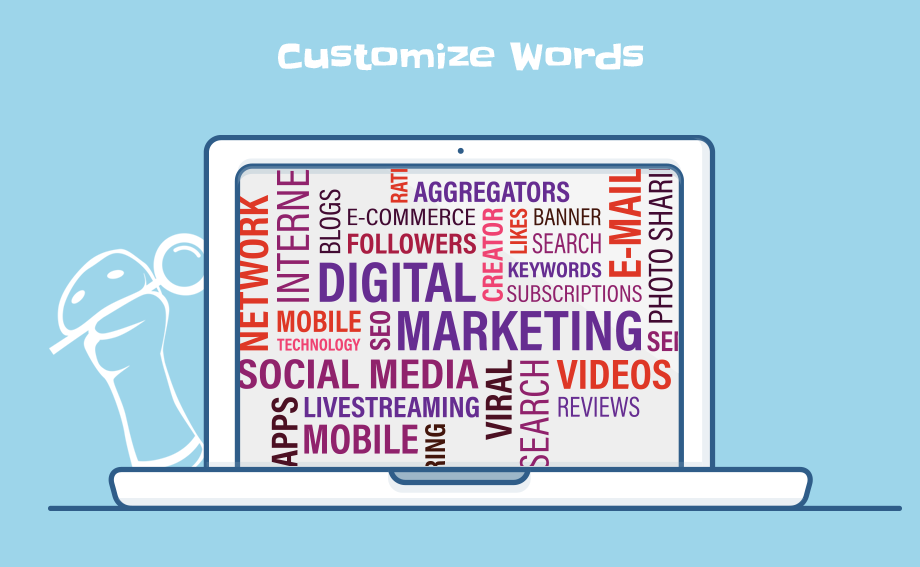 Customize Words
RATI
AGGREGATORS
INTERNE
BLOGS
E-COMMERCE
CREATOR
LIKES
BANNER
E-MAIL
PHOTO SHARI
NETWORK
FOLLOWERS
SEARCH
DIGITAL
KEYWORDS
SUBSCRIPTIONS
MOBILE
SEO
MARKETING
SEI
TECHNOLOGY
SOCIAL MEDIA
VIRAL
SEARCH
VIDEOS
APPS
LIVESTREAMING
REVIEWS
MOBILE
RING